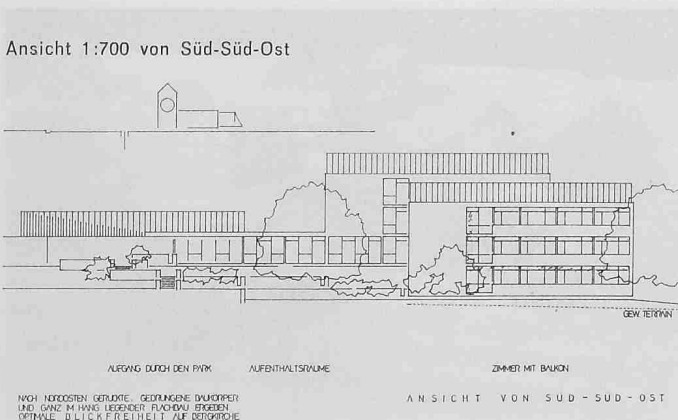 Ansicht 1:700 von Süd-Süd-Ost
GEW. TERRAIN
AUFGANG DURCH DEN PARK
AUFENTHALTSRÄUME
ZIMMER MIT BALKON
NACH NORDOSTEN GERÜCKTE, GEDRUNGENE BAUKÖRPER
UND GANZ IM HANG LIEGENDER FLACHBAU ERGEBEN
OPTIMALE BLICKFREIHEIT AUF BERGKIRCHE
ANSICHT VON SÜD-SÜD-OST